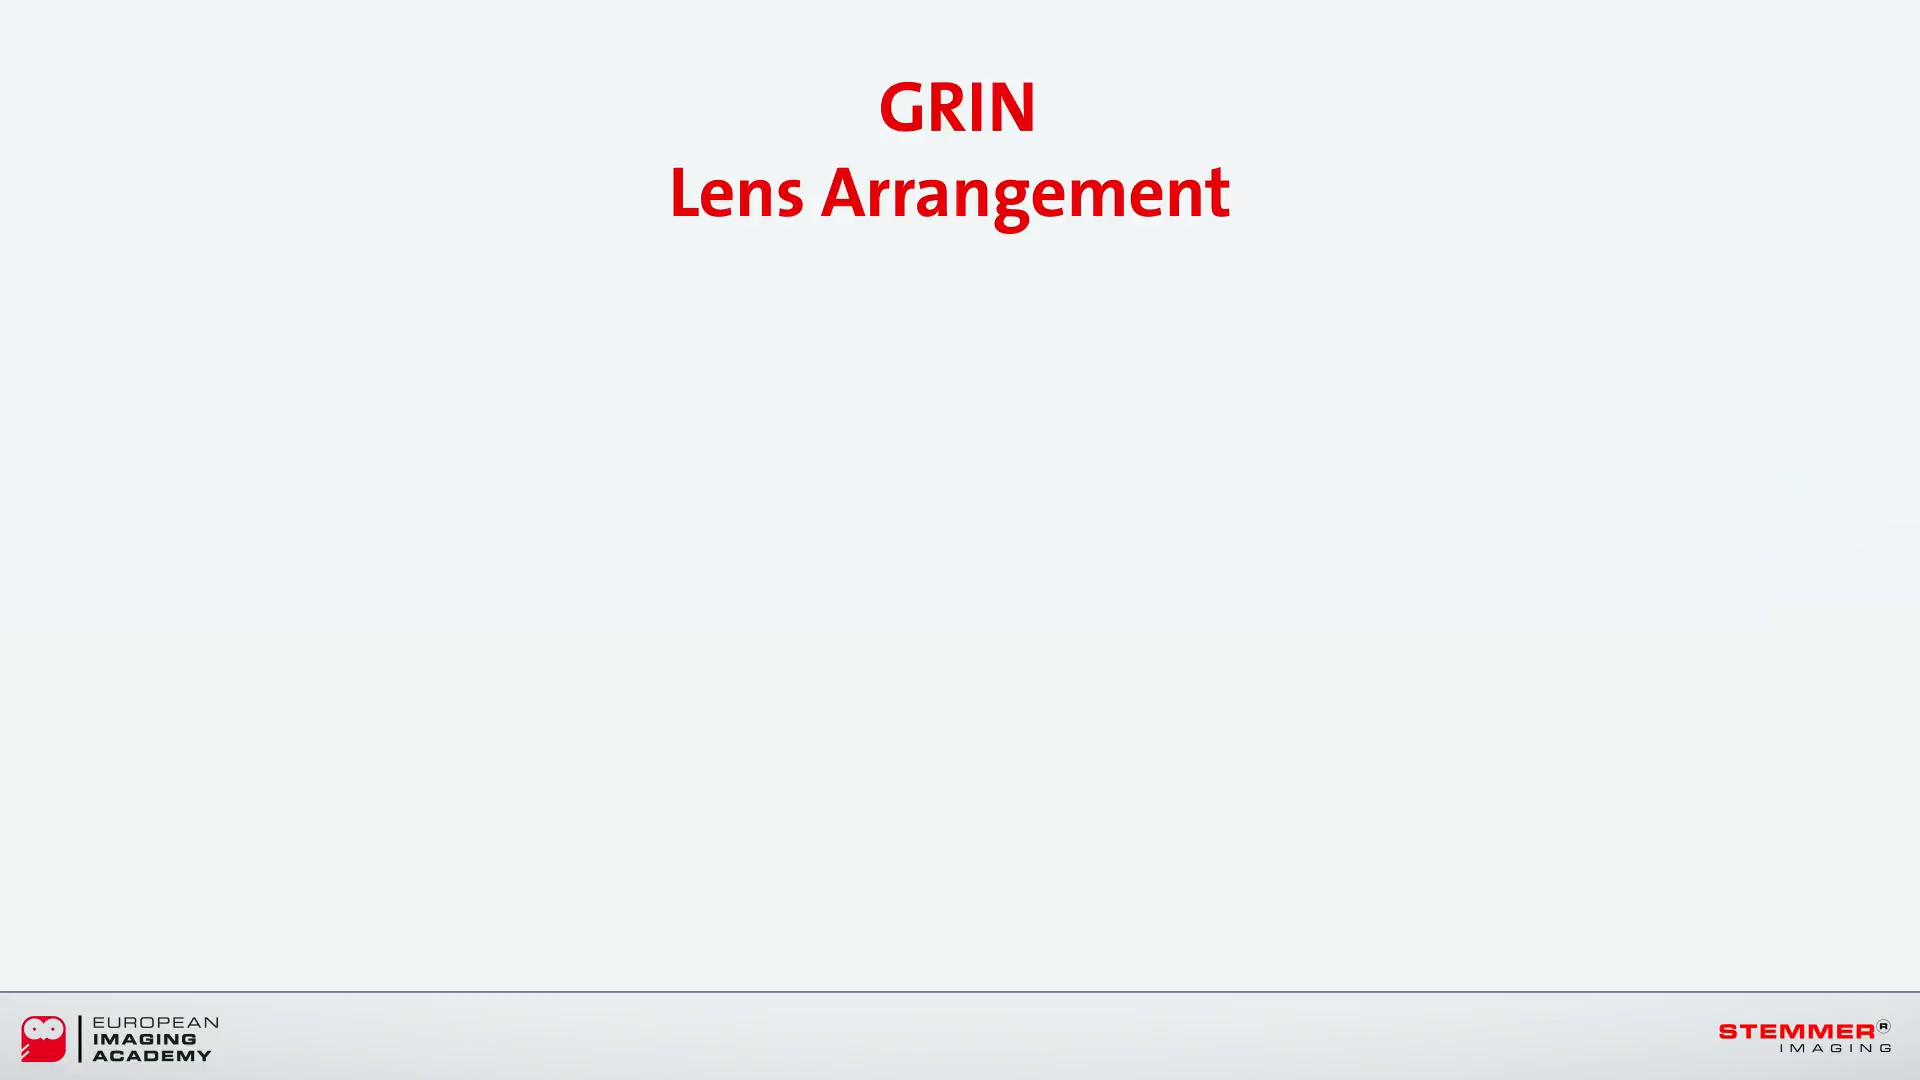 GRIN
Lens Arrangement
EUROPEAN
IMAGING
ACADEMY
STEMMER®
IMAGING